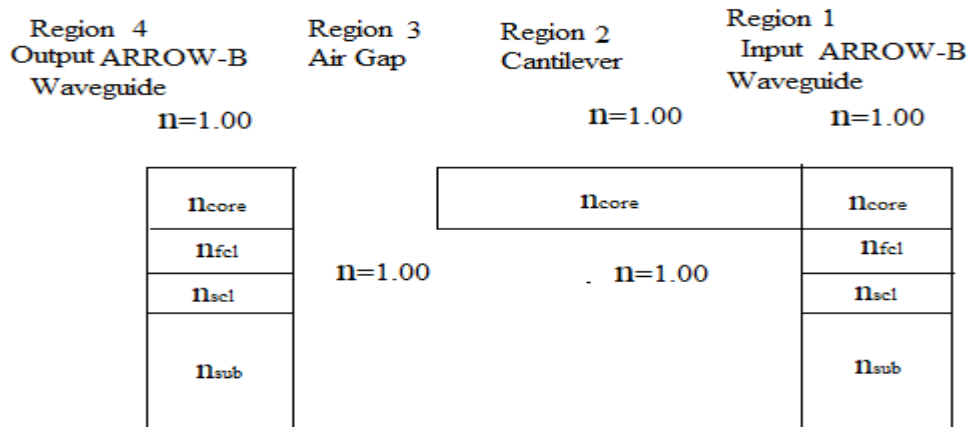 Region 4
Output ARROW-B
Waveguide
n=1.00
Region 3
Air Gap
Region 2
Cantilever
n=1.00
Region 1
Input ARROW-B
Waveguide
n=1.00
ncore
nfcl
nscl
nsub
n=1.00
ncore
. n=1.00
ncore
nfcl
nscl
nsub